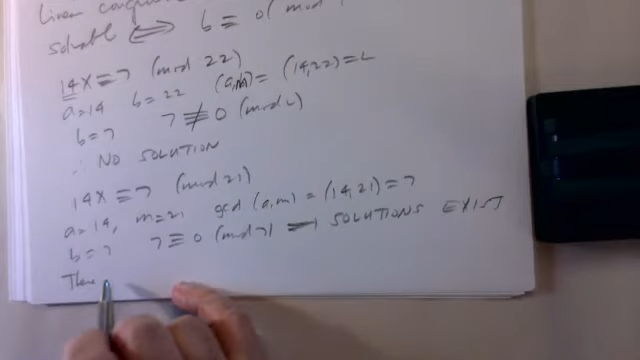 Linear
solvable ⟺ b ≡ 0 (mod
14X ≡ 7 (mod 22)
a=14 b=22 (a,m) = (14,22)=2
b=7 7 ≢ 0 (mod 2)
∴ NO SOLUTION
14X ≡ 7 (mod 21)
a=14, m=21 gcd (a,m) = (14,21)=7
b=7 7 ≡ 0 (mod 7) → SOLUTIONS EXIST
There